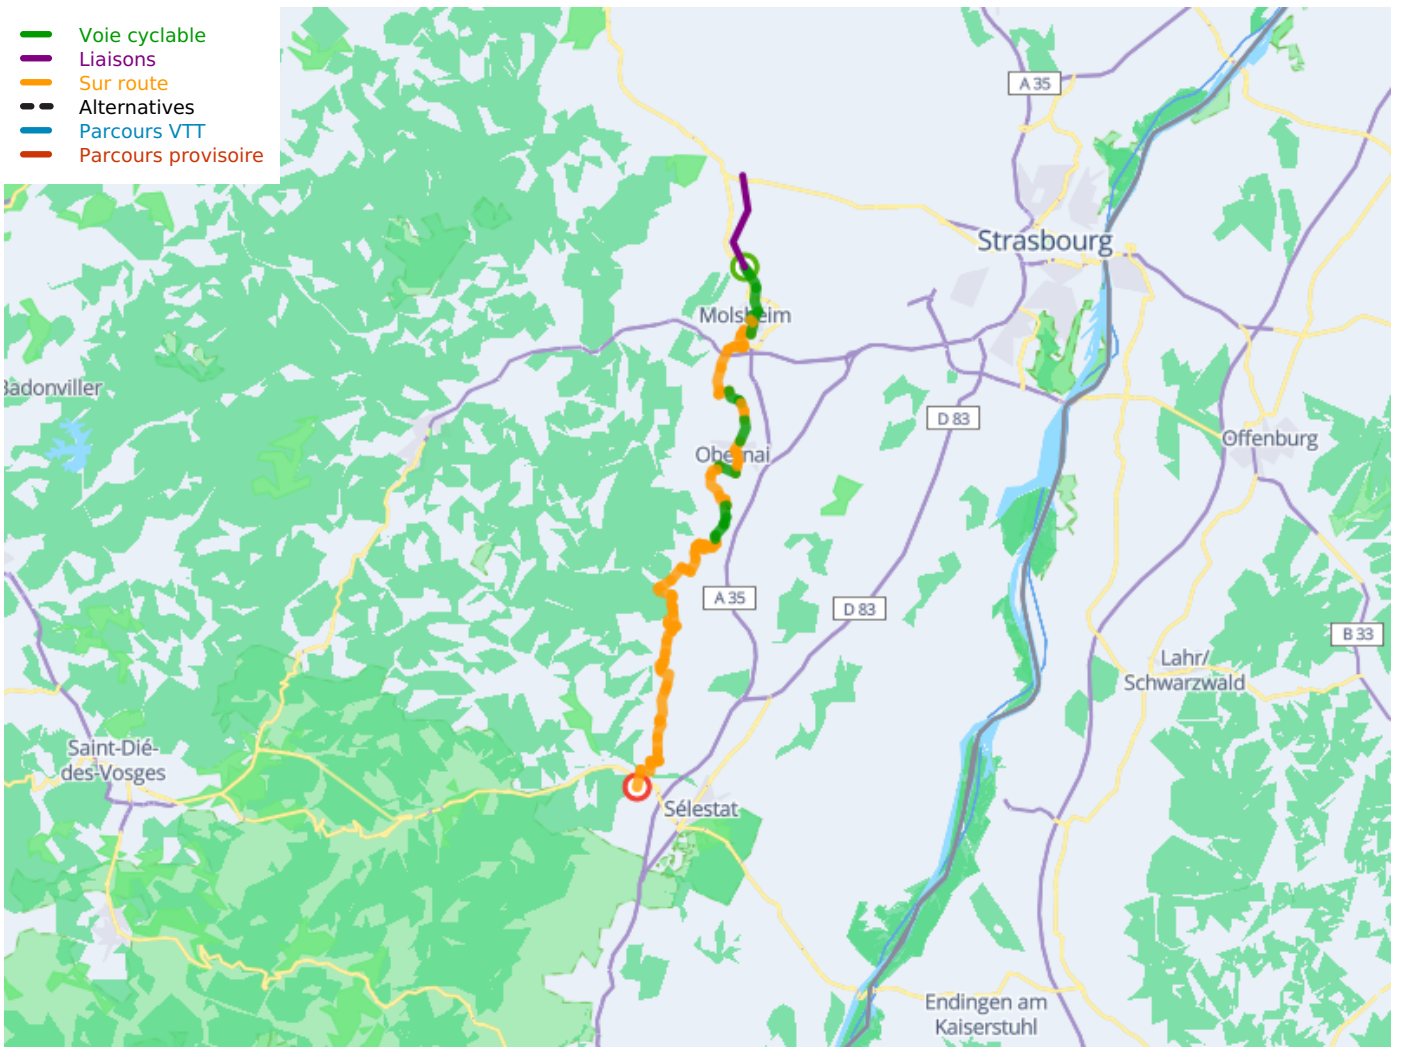 Voie cyclable
Liaisons
Sur route
Alternatives
Parcours VTT
Parcours provisoire
A 35
Strasbourg
Molsheim
Badonviller
D 83
Offenburg
Obernai
A 35
D 83
B 33
Lahr/
Schwarzwald
Saint-Dié-
des-Vosges
Sélestat
Endingen am
Kaiserstuhl